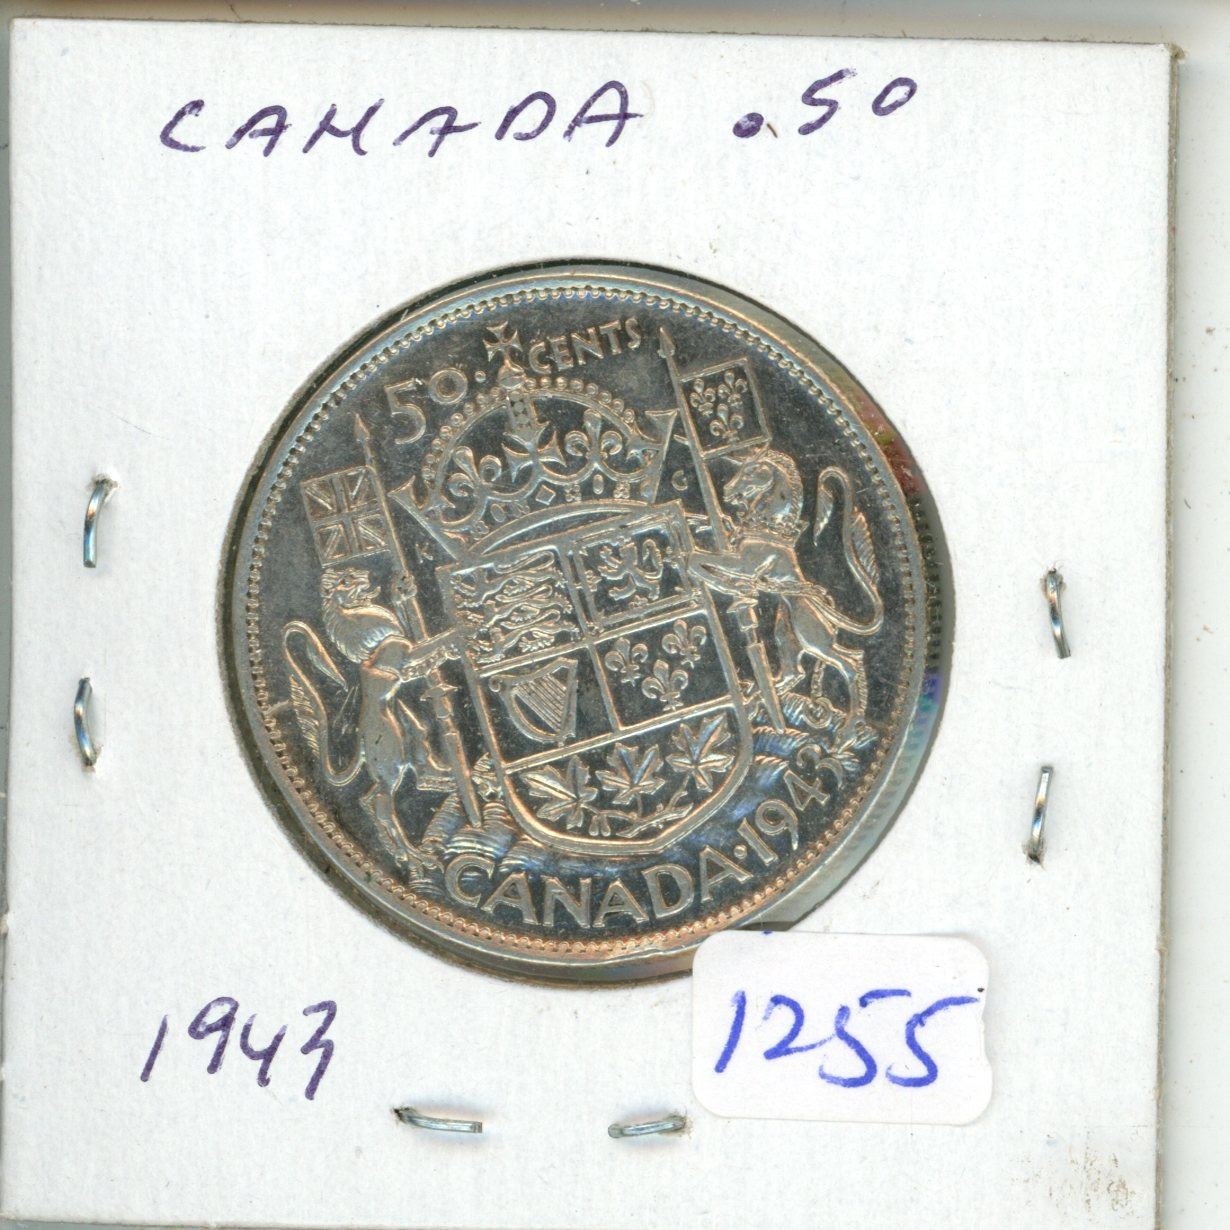 CANADA .50
50 CENTS
K G
CANADA · 1943
1943
1255